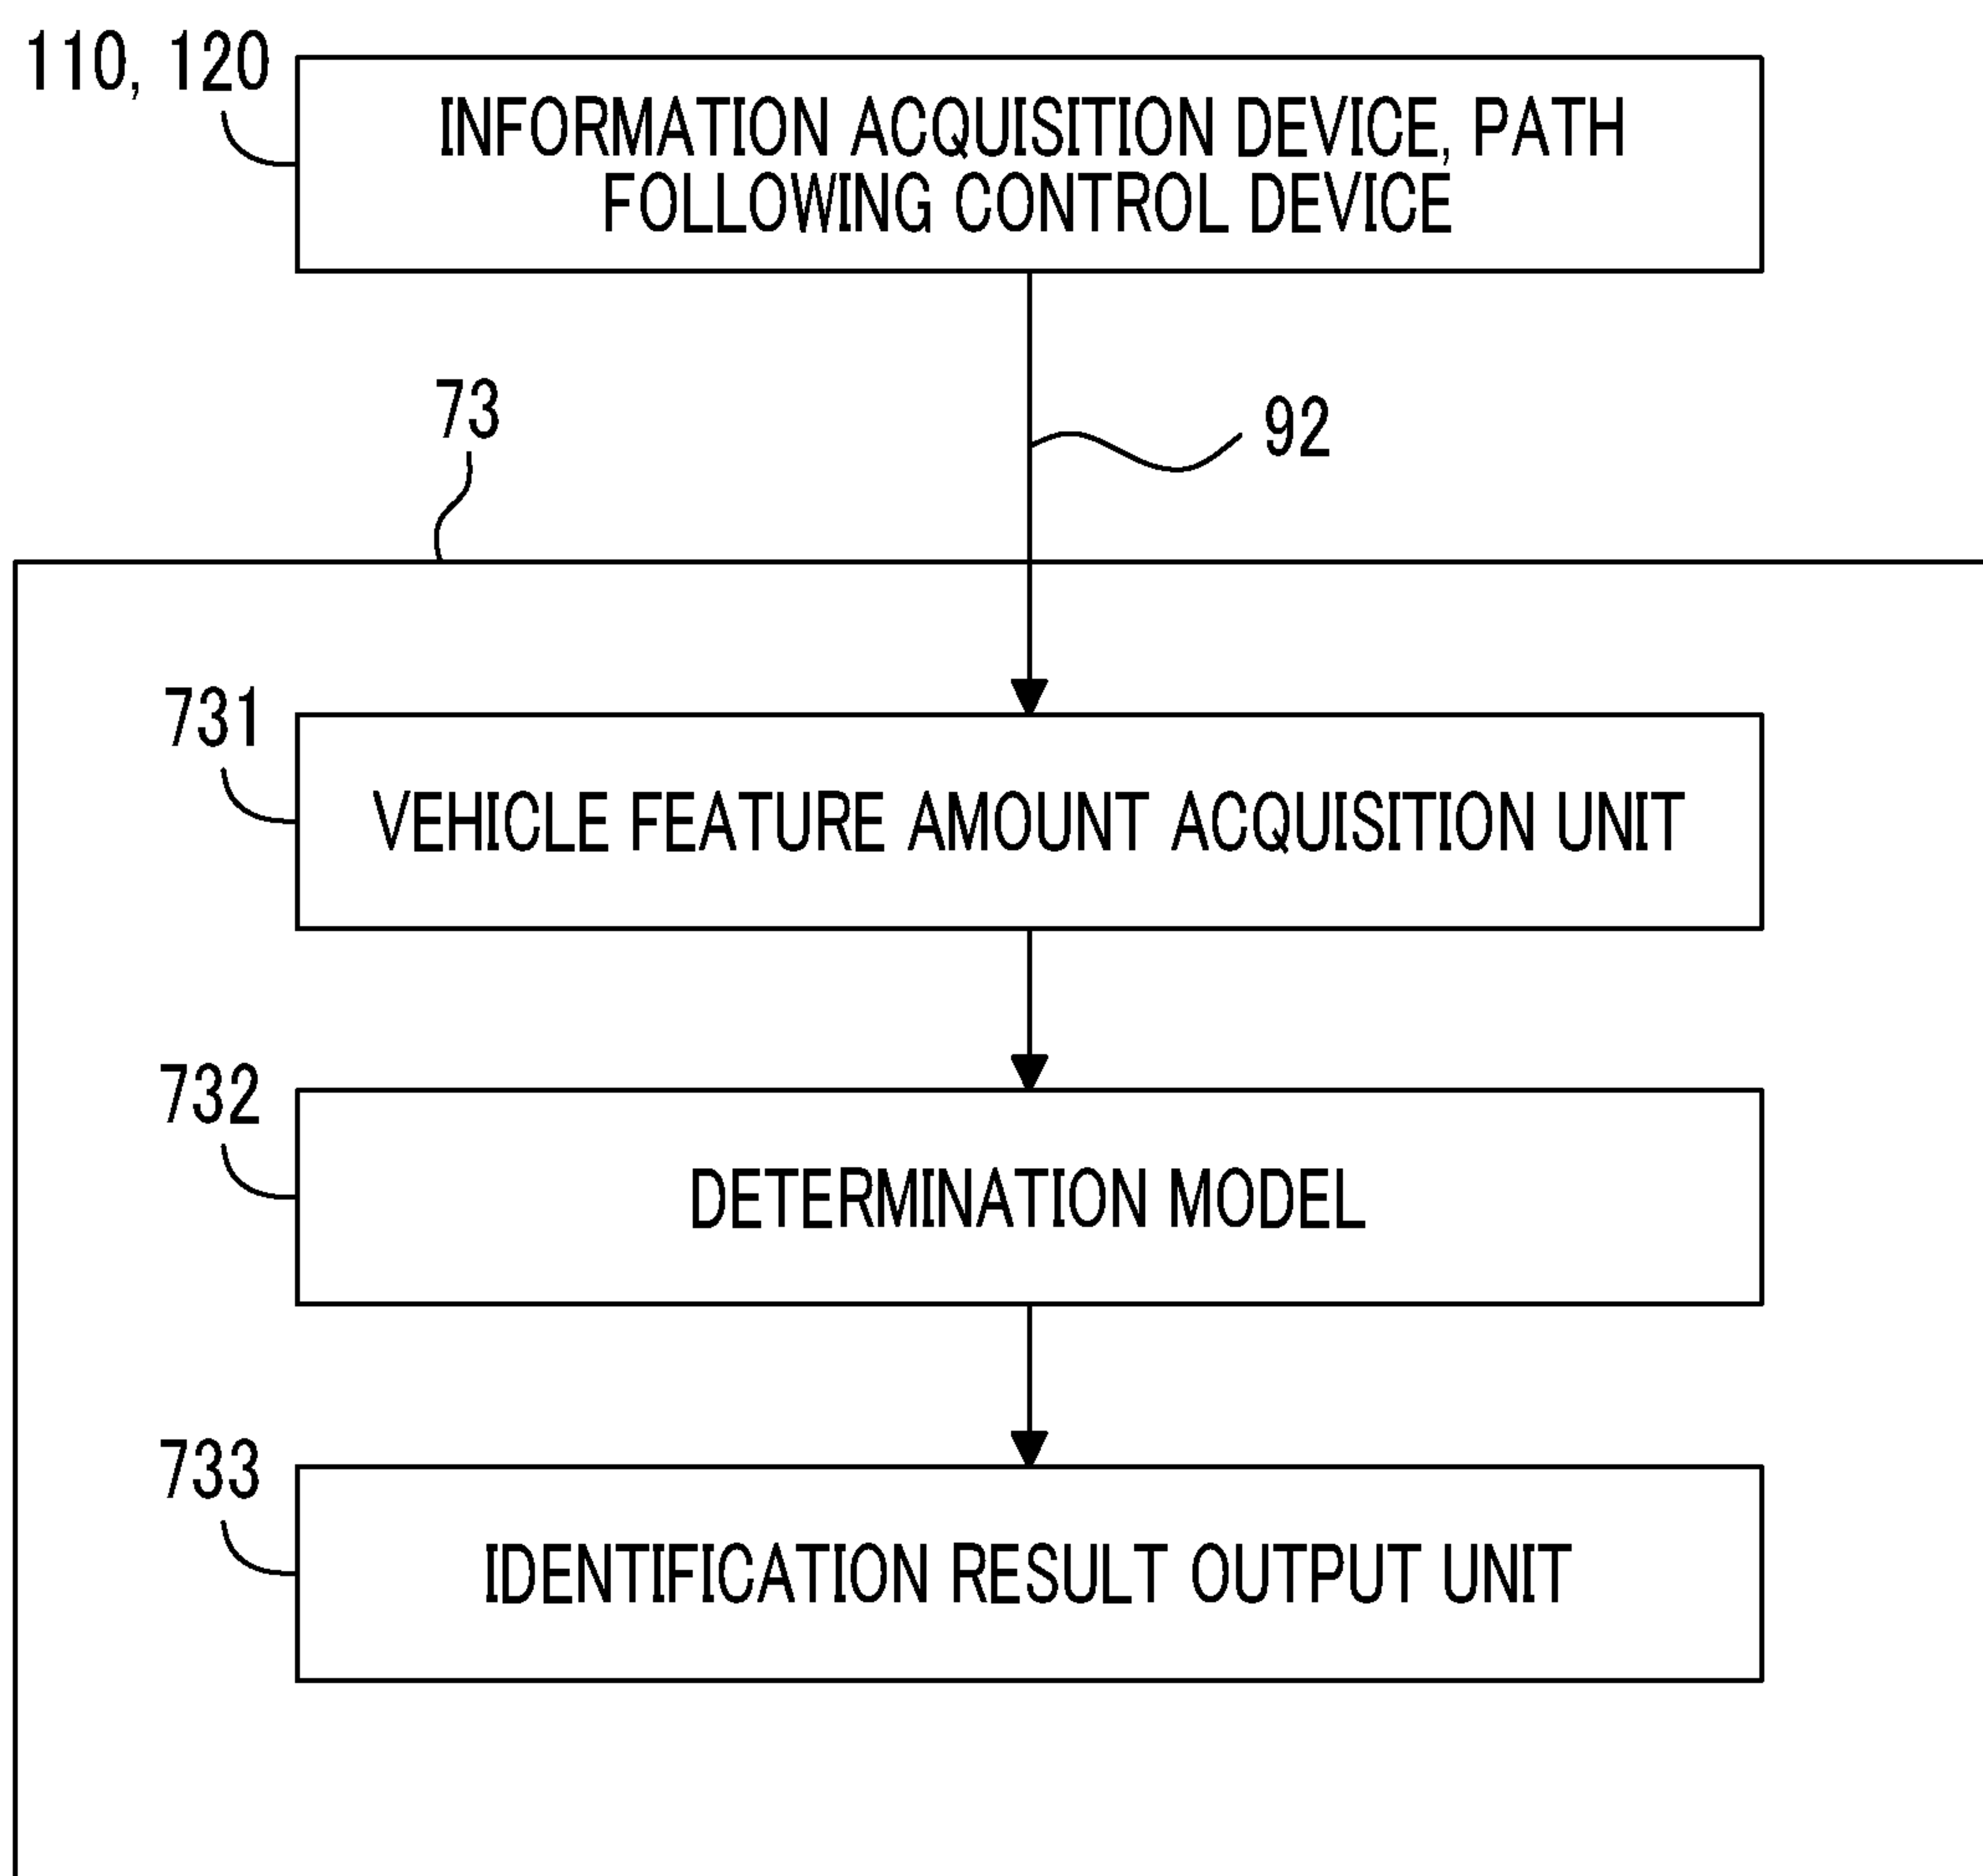 110, 120
INFORMATION ACQUISITION DEVICE, PATH
FOLLOWING CONTROL DEVICE
73
92
731
VEHICLE FEATURE AMOUNT ACQUISITION UNIT
732
DETERMINATION MODEL
733
IDENTIFICATION RESULT OUTPUT UNIT